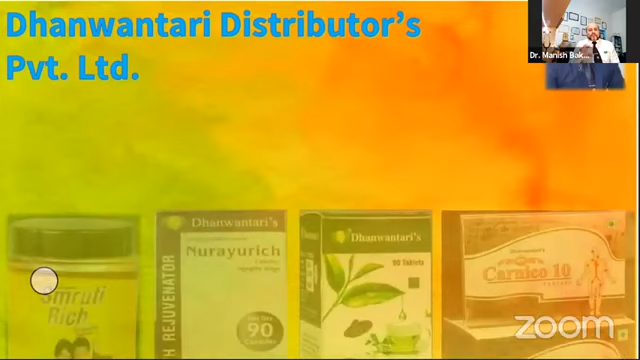 Dhanwantari Distributor's
Pvt. Ltd.
Dr. Manish Bak...
Smruti
Rich
Dhanwantari's
Nurayurich
REJUVENATOR
90
Capsules
Dhanwantari's
90 Tablets
Carnico 10
zoom